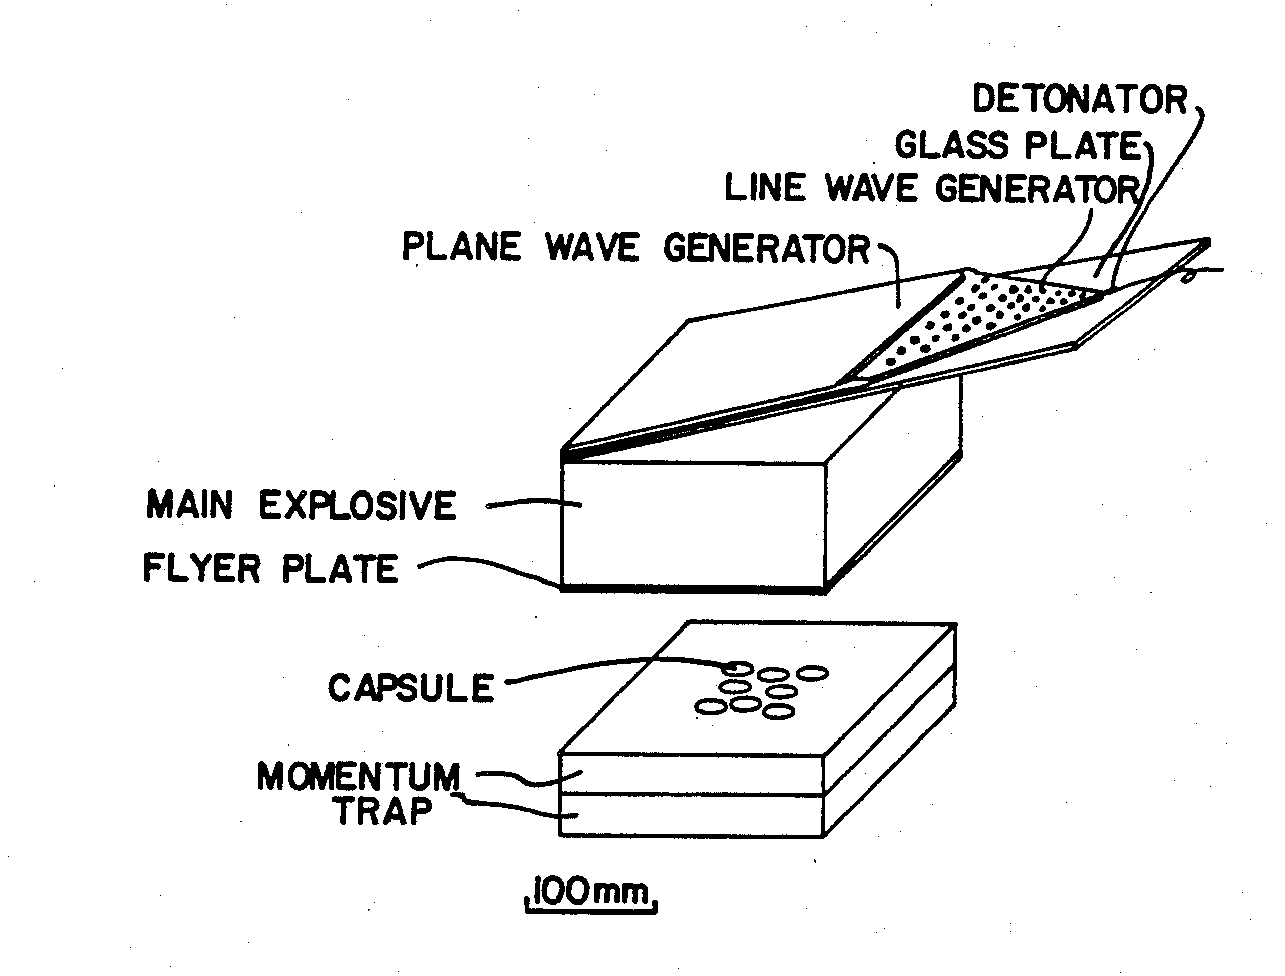 DETONATOR
GLASS PLATE
LINE WAVE GENERATOR
PLANE WAVE GENERATOR
MAIN EXPLOSIVE
FLYER PLATE
CAPSULE
MOMENTUM
TRAP
100mm